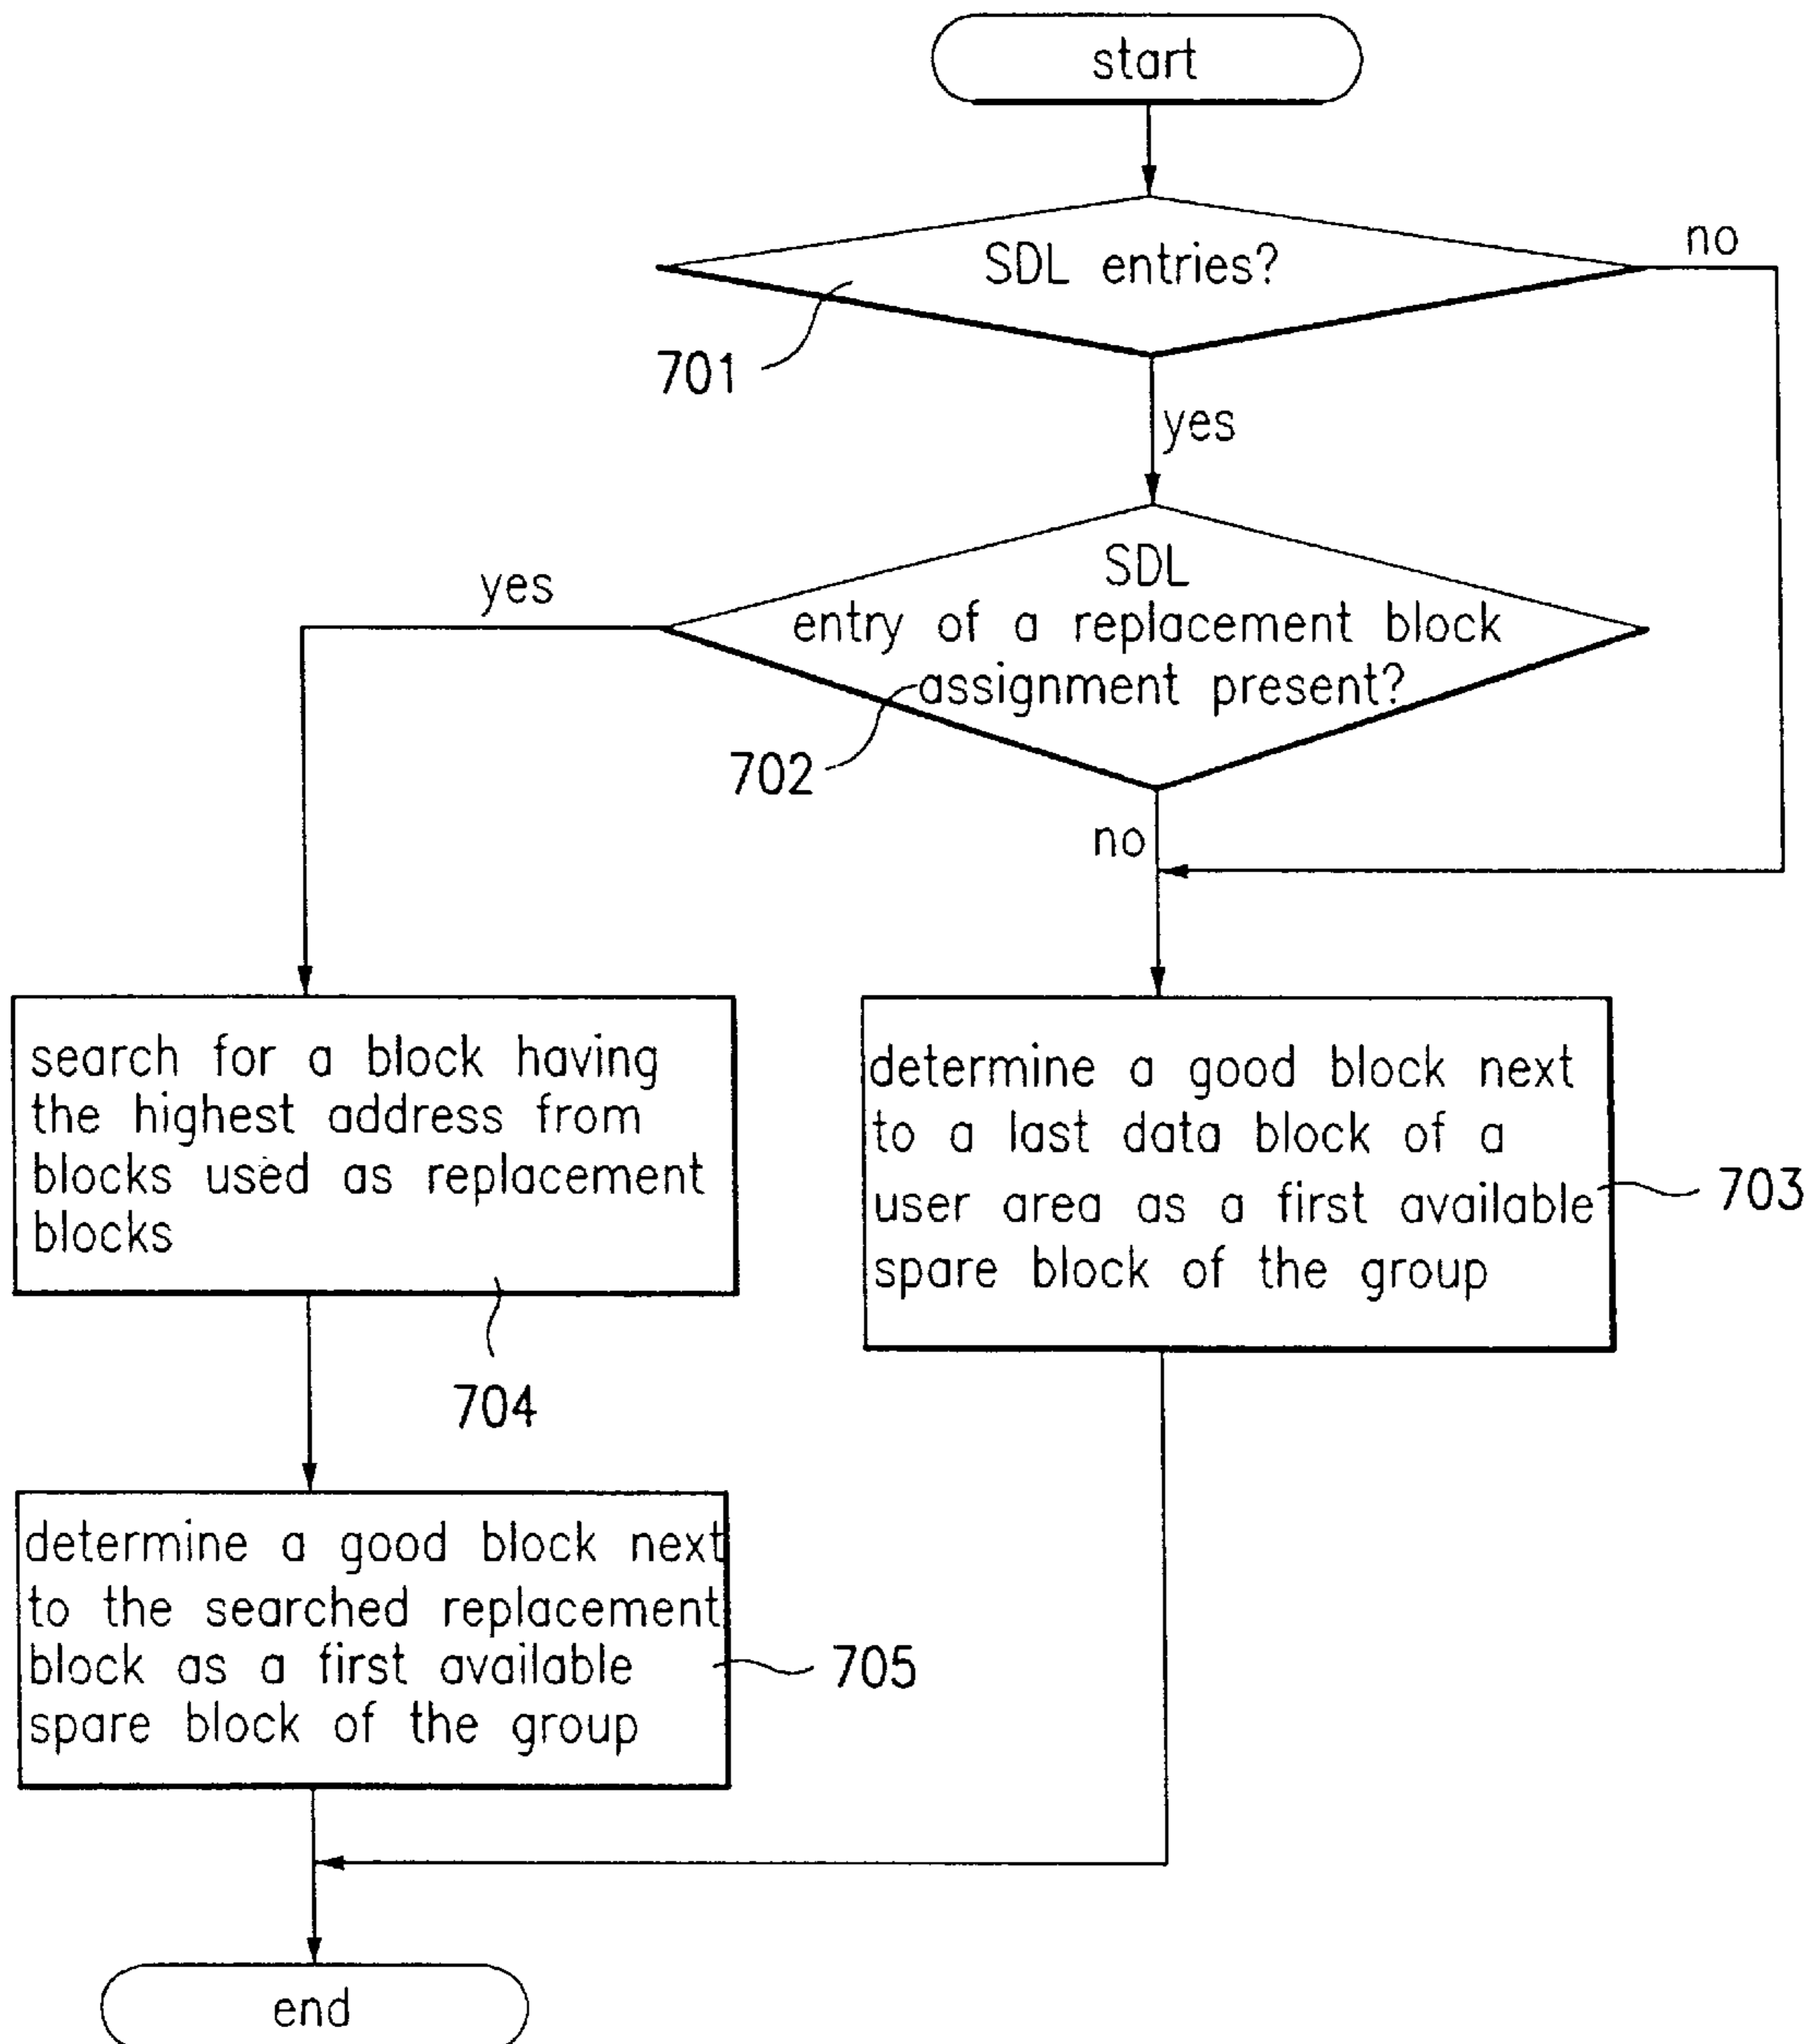 start
SDL entries?
no
701
yes
SDL
entry of a replacement block
assignment present?
yes
702
no
search for a block having
the highest address from
blocks used as replacement
blocks
704
determine a good block next
to a last data block of a
user area as a first available
spare block of the group
703
determine a good block next
to the searched replacement
block as a first available
spare block of the group
705
end